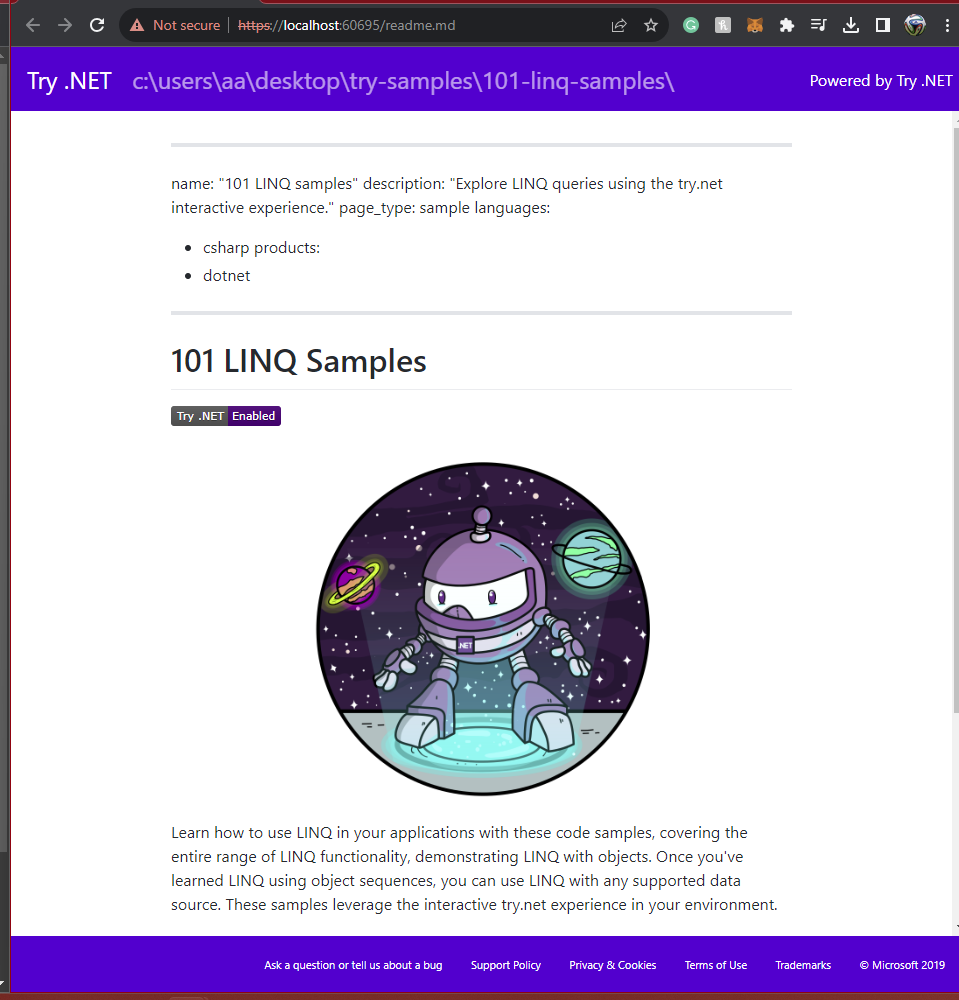 Not secure | https://localhost:60695/readme.md
Try .NET c:\users\aa\desktop\try-samples\101-linq-samples\ Powered by Try .NET
name: "101 LINQ samples" description: "Explore LINQ queries using the try.net
interactive experience." page_type: sample languages:
• csharp products:
• dotnet
101 LINQ Samples
Try .NET Enabled
.NET
Learn how to use LINQ in your applications with these code samples, covering the
entire range of LINQ functionality, demonstrating LINQ with objects. Once you've
learned LINQ using object sequences, you can use LINQ with any supported data
source. These samples leverage the interactive try.net experience in your environment.
Ask a question or tell us about a bug Support Policy Privacy & Cookies Terms of Use Trademarks © Microsoft 2019